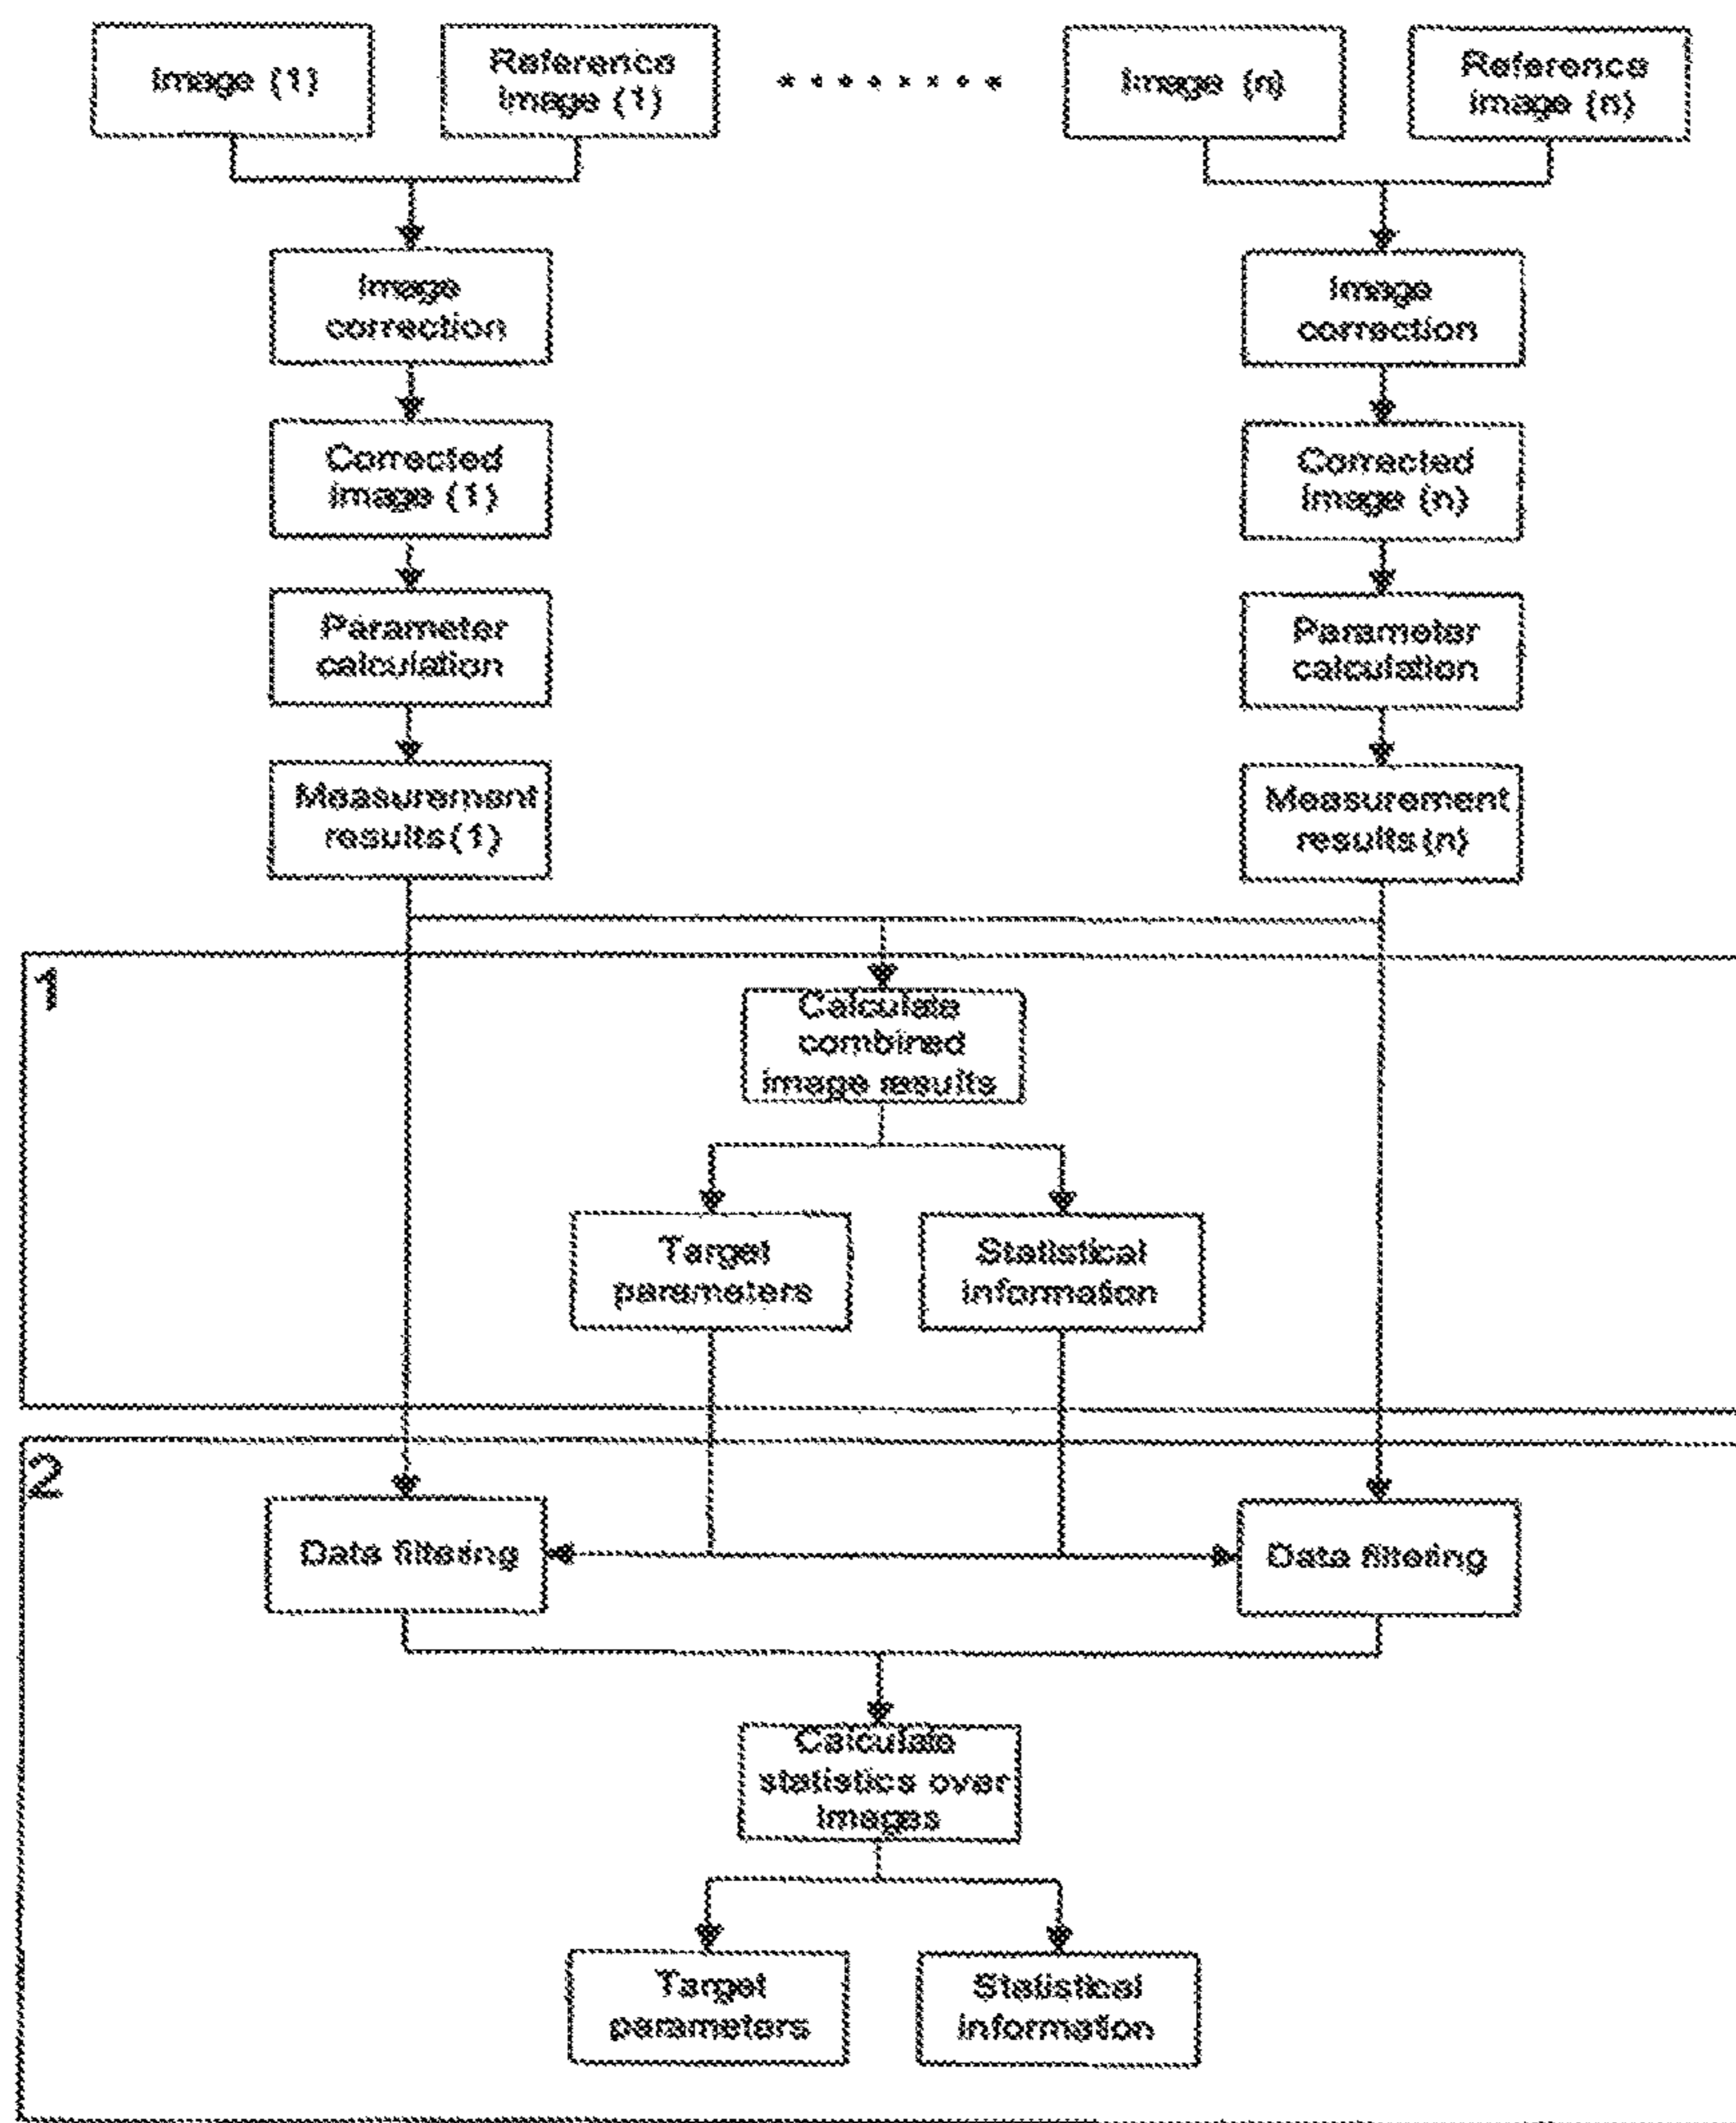 Image (1)
Reference
Image (1)
Image (n)
Reference
image (n)
Image
correction
Image
correction
Corrected
image (1)
Corrected
image (n)
Parameter
calculation
Parameter
calculation
Measurement
results (1)
Measurement
results (n)
1
Calculate
combined
image results
Target
parameters
Statistical
information
2
Data filtering
Data filtering
Calculate
statistics over
images
Target
parameters
Statistical
information